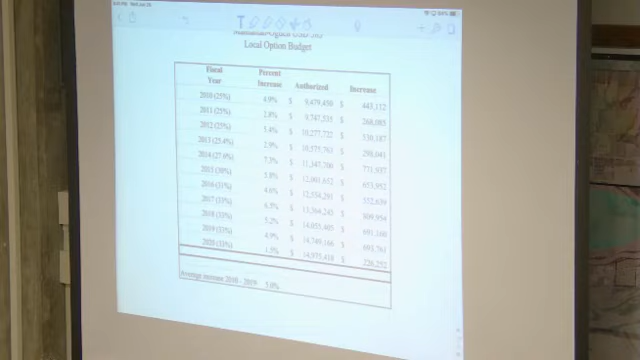 Local Option Budget
Fiscal Year Percent Increase Authorized Increase
2010 (25%) 4.9% $ 9,479,450 $ 443,112
2011 (25%) 2.8% $ 9,747,535 $ 268,085
2012 (25%) 5.4% $ 10,277,722 $ 530,187
2013 (25.4%) 2.9% $ 10,575,763 $ 298,041
2014 (27.6%) 7.3% $ 11,347,700 $ 771,937
2015 (30%) 5.8% $ 12,001,652 $ 653,952
2016 (31%) 4.6% $ 12,554,291 $ 552,639
2017 (33%) 6.5% $ 13,364,245 $ 809,954
2018 (33%) 5.2% $ 14,055,405 $ 691,160
2019 (33%) 4.9% $ 14,749,166 $ 693,761
2020 (33%) 1.5% $ 14,975,418 $ 226,252
Average increase 2010 - 2019 5.0%